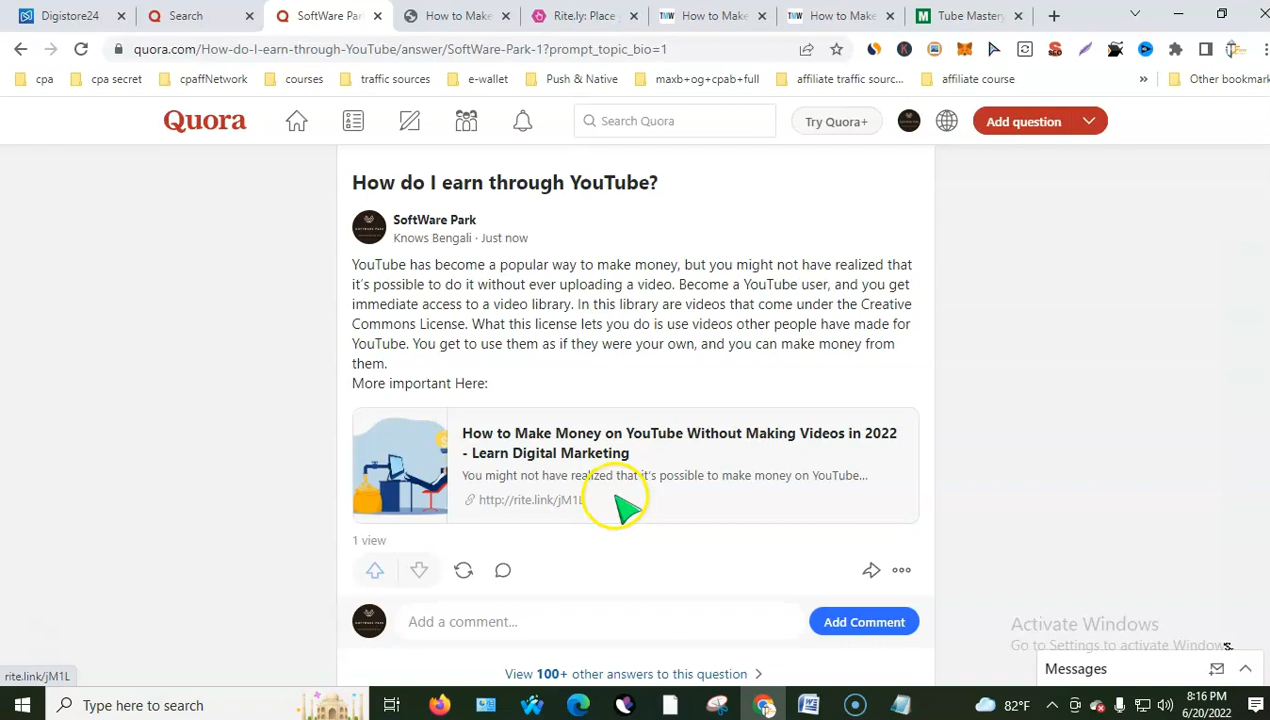 Digistore24
Search
SoftWare Par
How to Make
Rite.ly: Place
How to Make
How to Make
Tube Mastery
quora.com/How-do-I-earn-through-YouTube/answer/SoftWare-Park-1?prompt_topic_bio=1
cpa
cpa secret
cpaffNetwork
courses
traffic sources
e-wallet
Push & Native
maxb+og+cpab+full
affiliate traffic sourc...
affiliate course
»
Other bookmark
Quora
Search Quora
Try Quora+
Add question
How do I earn through YouTube?
SoftWare Park
Knows Bengali · Just now
YouTube has become a popular way to make money, but you might not have realized that
it's possible to do it without ever uploading a video. Become a YouTube user, and you get
immediate access to a video library. In this library are videos that come under the Creative
Commons License. What this license lets you do is use videos other people have made for
YouTube. You get to use them as if they were your own, and you can make money from
them.
More important Here:
How to Make Money on YouTube Without Making Videos in 2022
- Learn Digital Marketing
You might not have realized that it's possible to make money on YouTube...
http://rite.link/jM1L
1 view
Add a comment...
Add Comment
View 100+ other answers to this question
Activate Windows
Go to Settings to activate Windows.
Messages
rite.link/jM1L
Type here to search
82°F
8:16 PM
6/20/2022